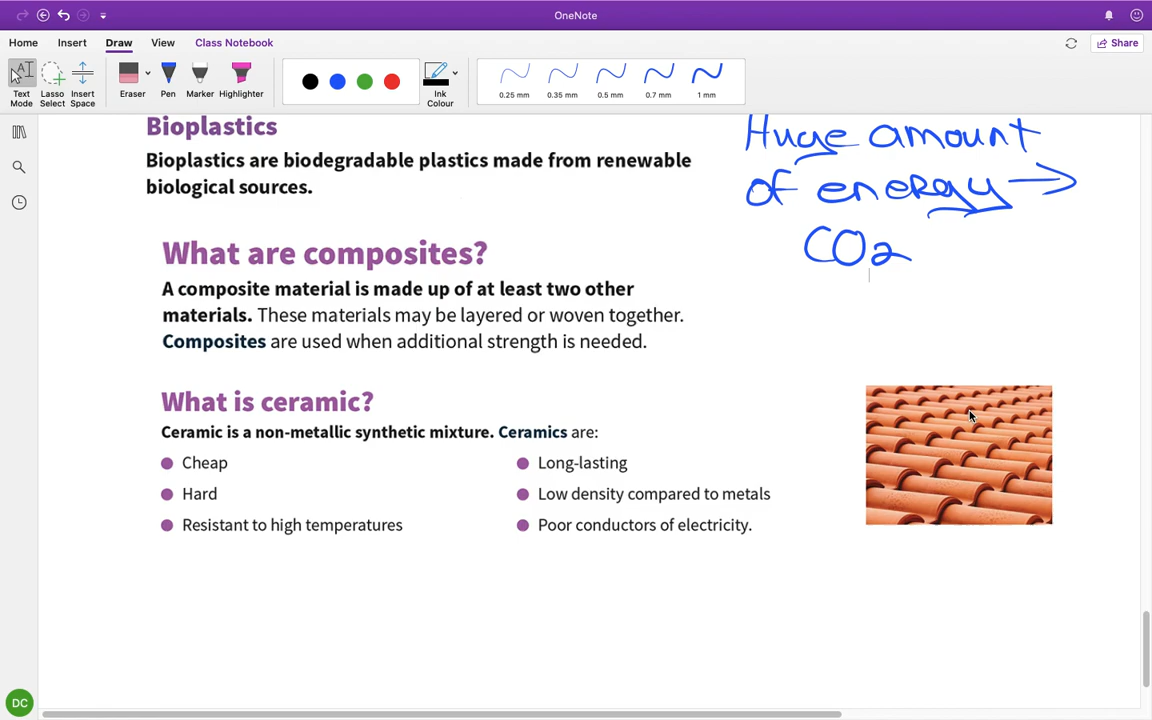 OneNote
Home Insert Draw View Class Notebook
Share
Text Mode
Lasso Select
Insert Space
Eraser
Pen
Marker
Highlighter
Ink Colour
0.25 mm
0.35 mm
0.5 mm
0.7 mm
1 mm
Bioplastics
Bioplastics are biodegradable plastics made from renewable
biological sources.
Huge amount
of energy →
CO2
What are composites?
A composite material is made up of at least two other
materials. These materials may be layered or woven together.
Composites are used when additional strength is needed.
What is ceramic?
Ceramic is a non-metallic synthetic mixture. Ceramics are:
Cheap
Hard
Resistant to high temperatures
Long-lasting
Low density compared to metals
Poor conductors of electricity.
DC